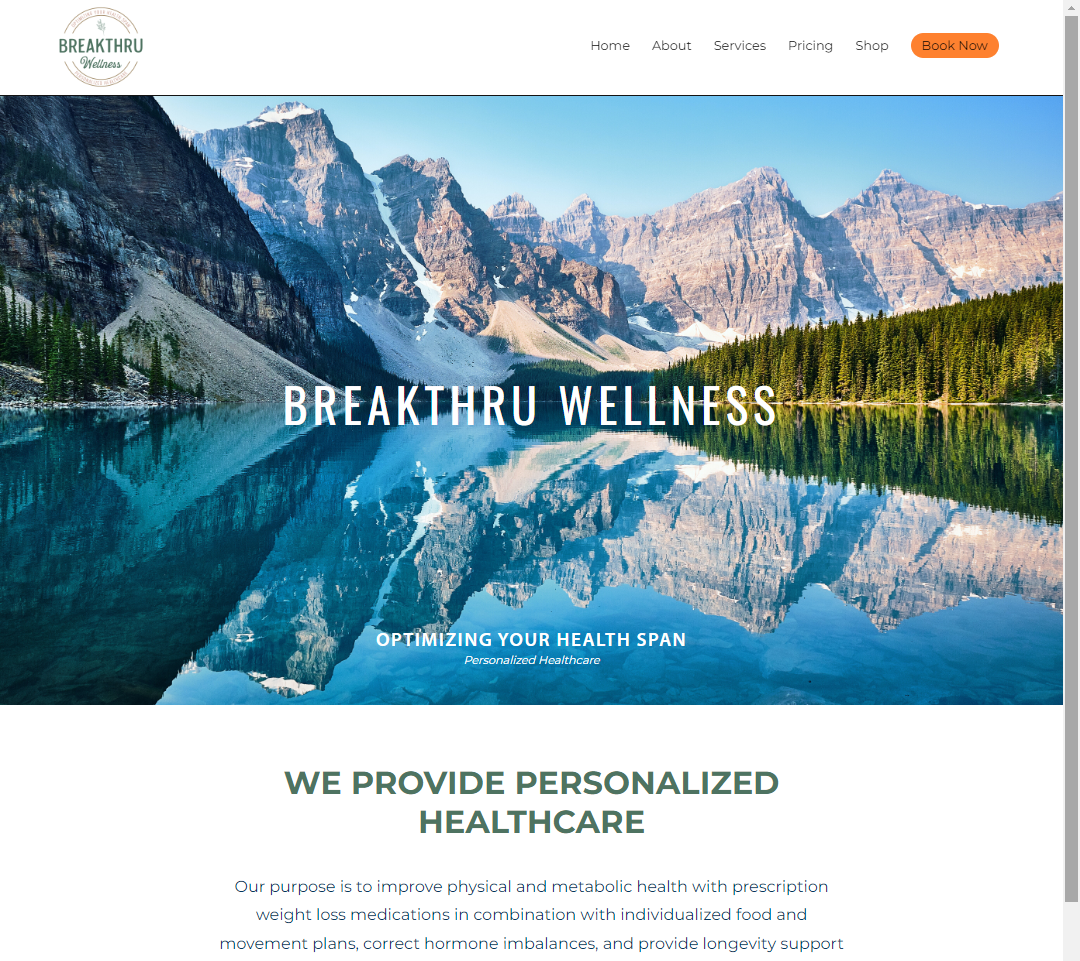 BREAKTHRU
Wellness
Home
About
Services
Pricing
Shop
Book Now
BREAKTHRU WELLNESS
OPTIMIZING YOUR HEALTH SPAN
Personalized Healthcare
WE PROVIDE PERSONALIZED
HEALTHCARE
Our purpose is to improve physical and metabolic health with prescription
weight loss medications in combination with individualized food and
movement plans, correct hormone imbalances, and provide longevity support